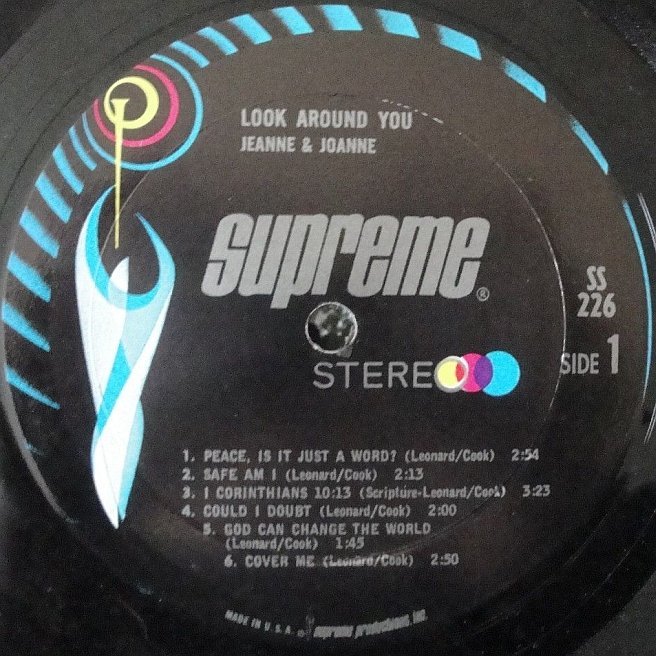 LOOK AROUND YOU
JEANNE & JOANNE
supreme®
SS
226
STEREO
SIDE 1
1. PEACE, IS IT JUST A WORD? (Leonard/Cook) 2:54
2. SAFE AM I (Leonard/Cook) 2:13
3. I CORINTHIANS 10:13 (Scripture-Leonard/Cook) 3:23
4. COULD I DOUBT (Leonard/Cook) 2:00
5. GOD CAN CHANGE THE WORLD
(Leonard/Cook) 1:45
6. COVER ME (Leonard/Cook) 2:50
MADE IN U.S.A. supreme productions, inc.